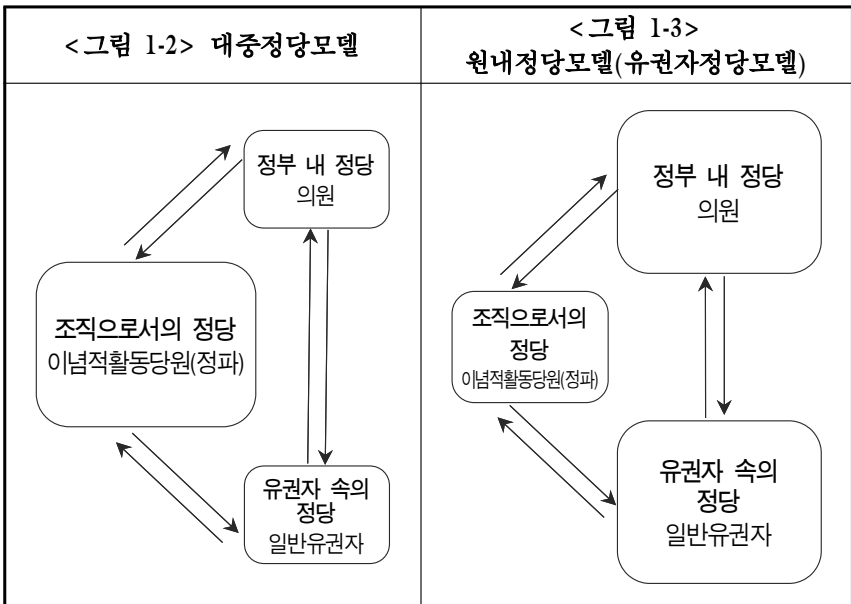 <그림 1-2> 대중정당모델
<그림 1-3>
원내정당모델(유권자정당모델)
정부 내 정당
의원
조직으로서의 정당
이념적활동당원(정파)
유권자 속의
정당
일반유권자
정부 내 정당
의원
조직으로서의
정당
이념적활동당원(정파)
유권자 속의
정당
일반유권자